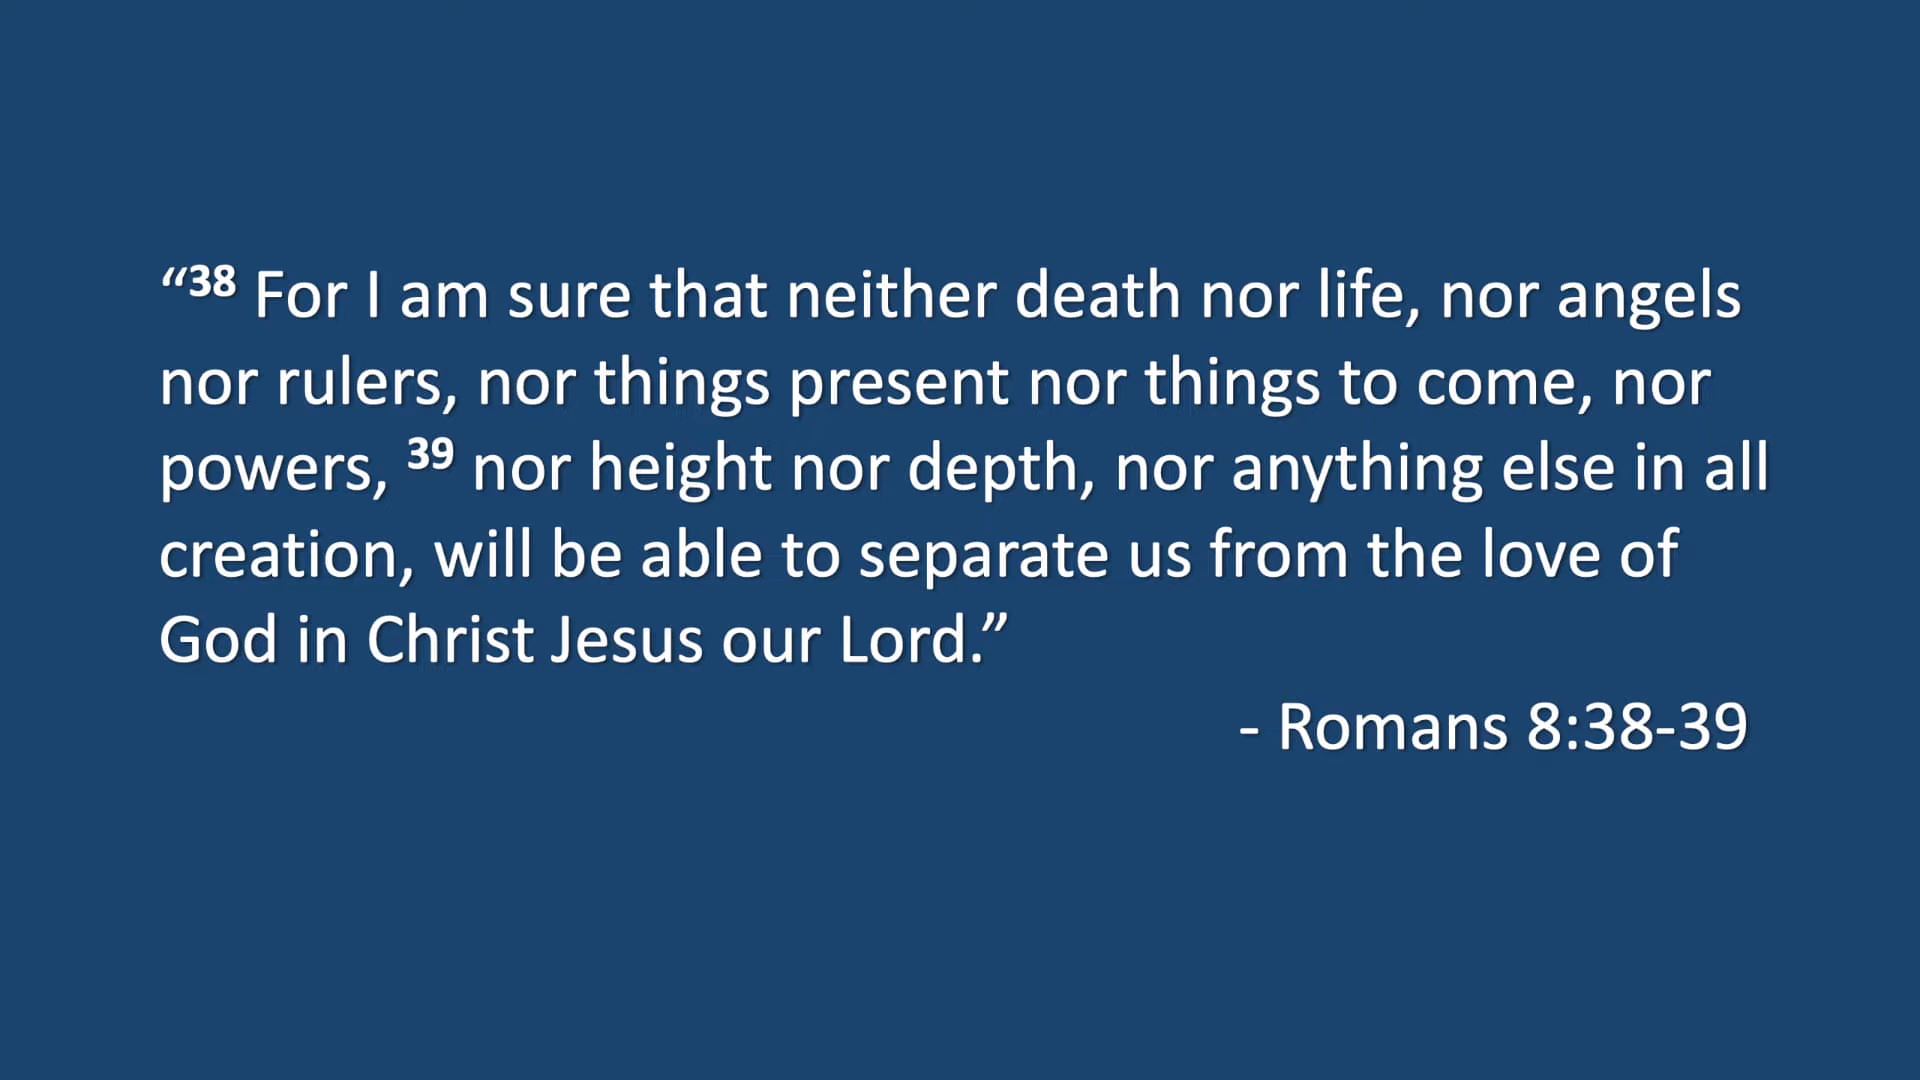 “38 For I am sure that neither death nor life, nor angels
nor rulers, nor things present nor things to come, nor
powers, 39 nor height nor depth, nor anything else in all
creation, will be able to separate us from the love of
God in Christ Jesus our Lord.”
- Romans 8:38-39